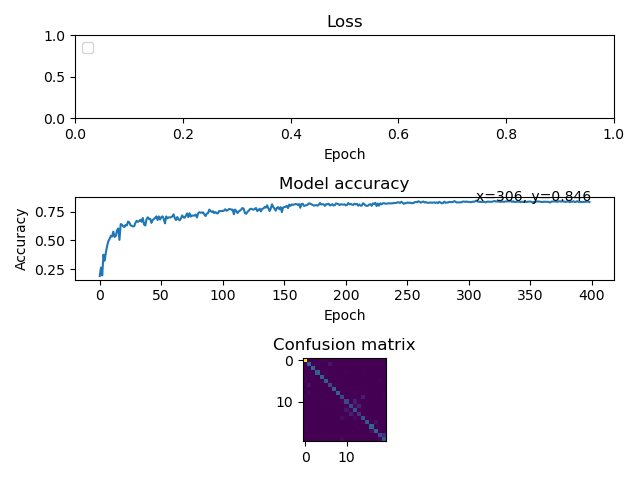 Loss
1.0
0.5
0.0
0.0 0.2 0.4 0.6 0.8 1.0
Epoch
Model accuracy
x=306, y=0.846
Accuracy
0.75
0.50
0.25
0 50 100 150 200 250 300 350 400
Epoch
Confusion matrix
0
10
0 10